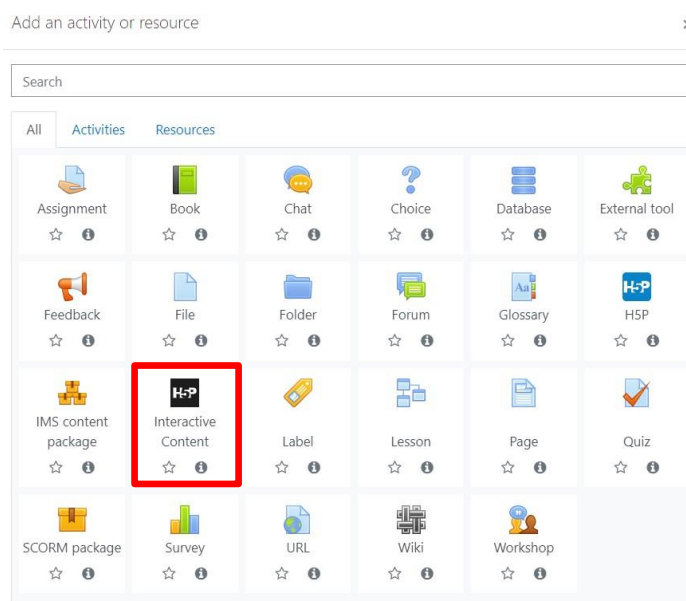 Add an activity or resource
Search
All Activities Resources
Assignment Book Chat Choice Database External tool
Feedback File Folder Forum Aa Glossary H5P H5P
H5P
IMS content package Interactive Content Label Lesson Page Quiz
SCORM package Survey URL Wiki Workshop